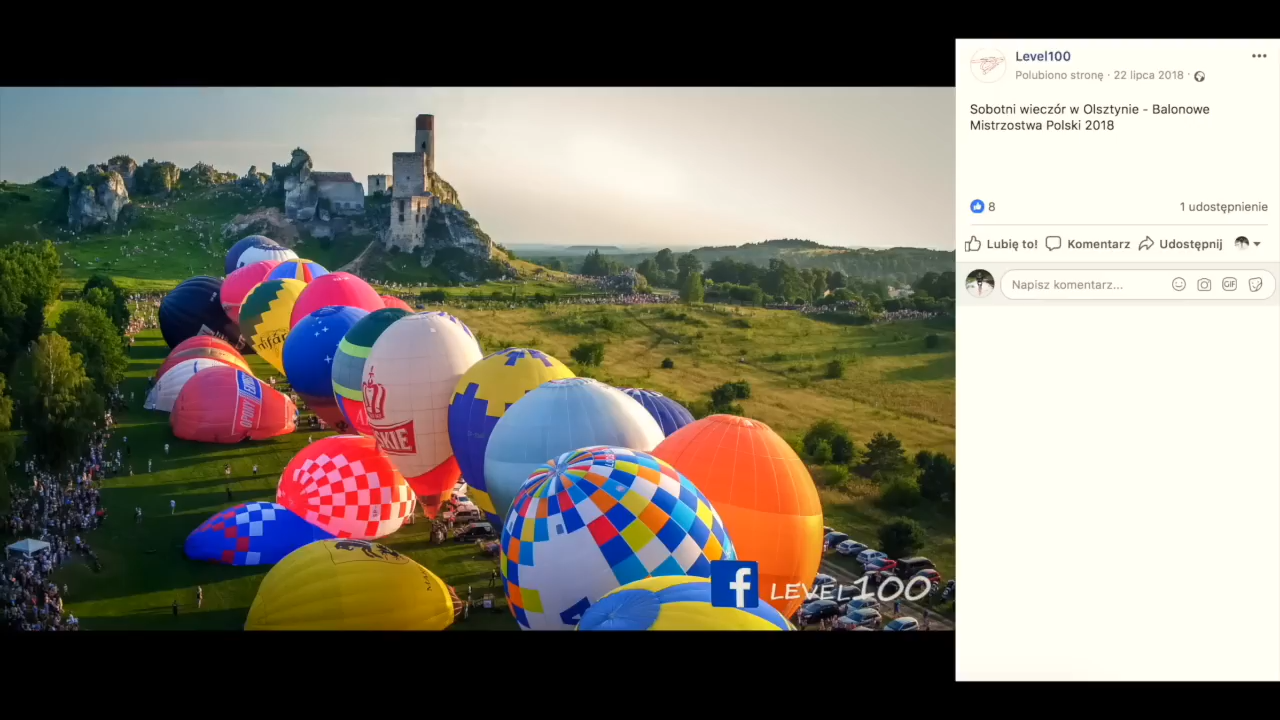 Level100
Polubiono stronę · 22 lipca 2018 ·
Sobotni wieczór w Olsztynie - Balonowe
Mistrzostwa Polski 2018
8
1 udostępnienie
Lubię to!
Komentarz
Udostępnij
Napisz komentarz...
GIF
SKIE
f LEVEL100